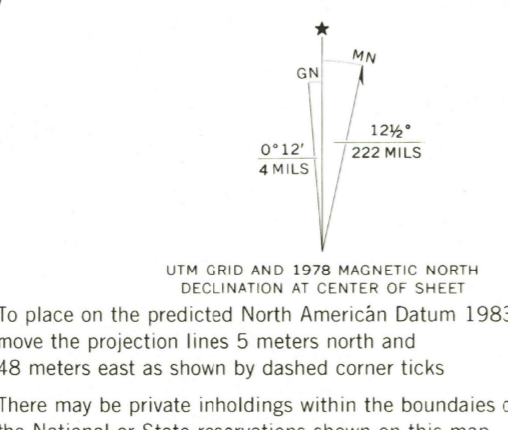 ★
MN
GN
0°12'
4 MILS
12½°
222 MILS
UTM GRID AND 1978 MAGNETIC NORTH
DECLINATION AT CENTER OF SHEET
To place on the predicted North American Datum 1983
move the projection lines 5 meters north and
48 meters east as shown by dashed corner ticks
There may be private inholdings within the boundaies
the National or State reservations shown on this map